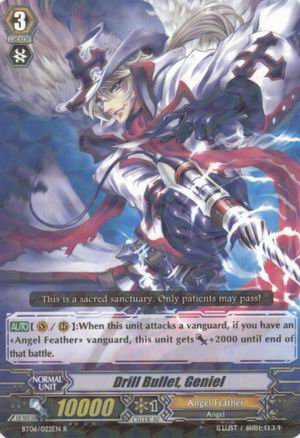 3
GRADE
This is a sacred sanctuary. Only patients may pass!
AUTO [ / ]:When this unit attacks a vanguard, if you have an
«Angel Feather» vanguard, this unit gets +2000 until end of
that battle.
NORMAL
UNIT
Drill Bullet, Geniel
POWER
10000
1
CRITICAL
Angel Feather
Angel
BT06/022EN R
ILLUST /